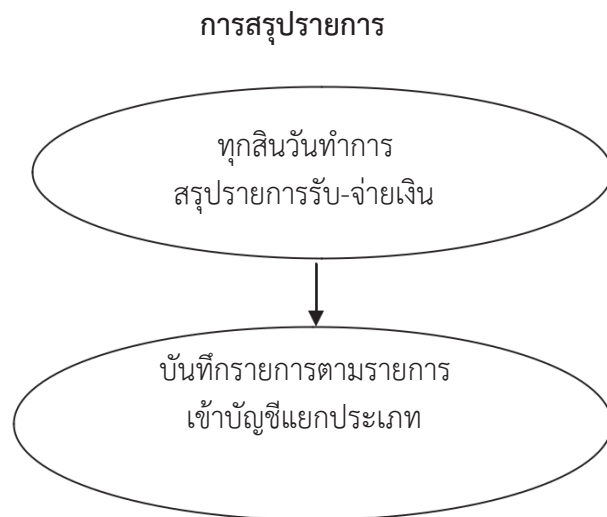 การสรุปรายการ
ทุกสินวันทำการ
สรุปรายการรับ-จ่ายเงิน
บันทึกรายการตามรายการ
เข้าบัญชีแยกประเภท